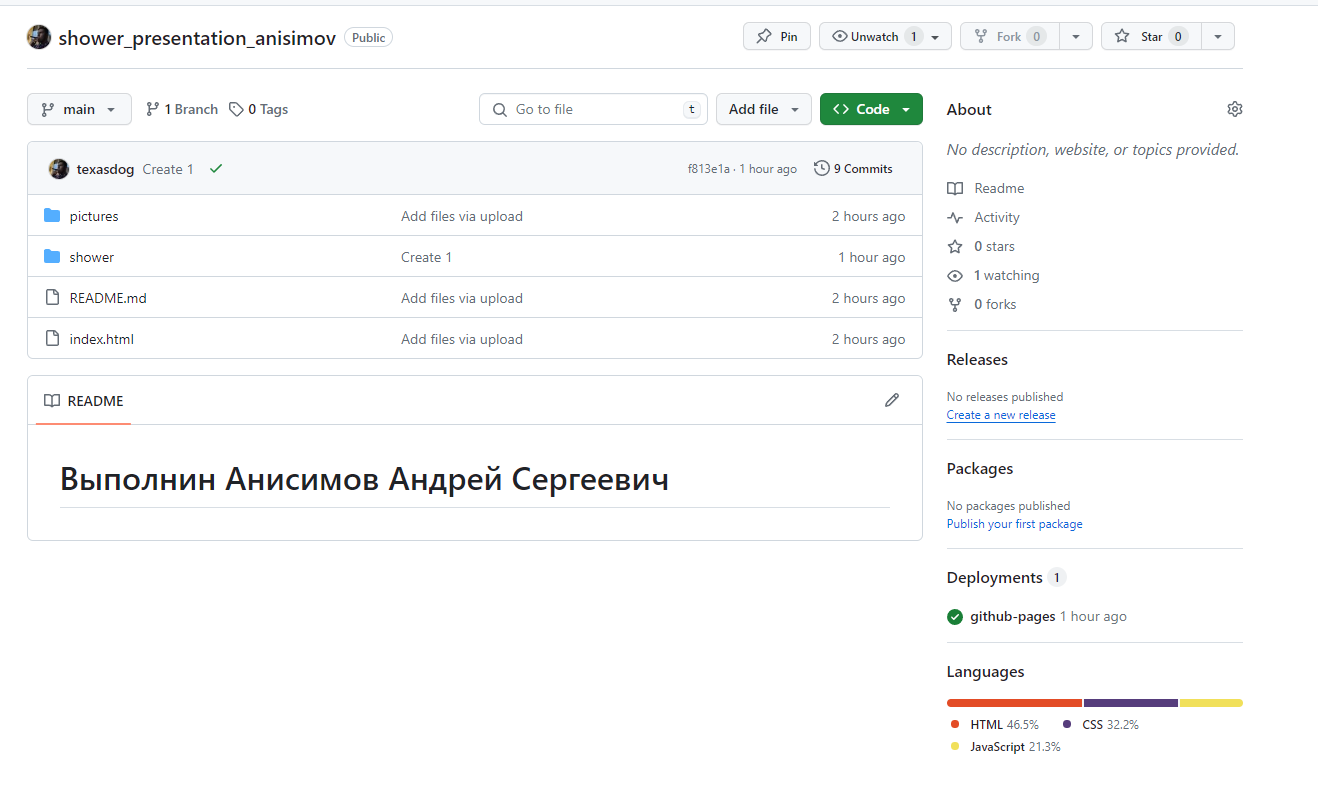 shower_presentation_anisimov Public Pin Unwatch 1 Fork 0 Star 0
main 1 Branch 0 Tags Go to file t Add file Code
texasdog Create 1 f813e1a · 1 hour ago 9 Commits
pictures Add files via upload 2 hours ago
shower Create 1 1 hour ago
README.md Add files via upload 2 hours ago
index.html Add files via upload 2 hours ago
README
Выполнин Анисимов Андрей Сергеевич
About
No description, website, or topics provided.
Readme
Activity
0 stars
1 watching
0 forks
Releases
No releases published
Create a new release
Packages
No packages published
Publish your first package
Deployments 1
github-pages 1 hour ago
Languages
HTML 46.5% CSS 32.2%
JavaScript 21.3%